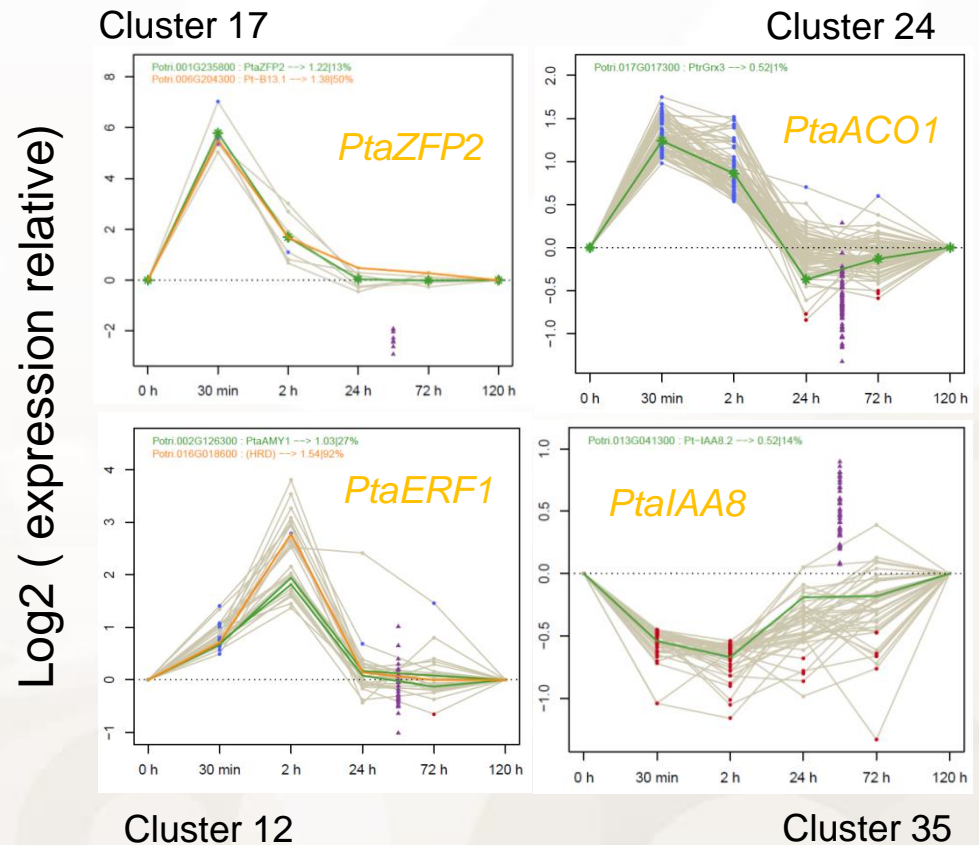 Cluster 17
Cluster 24
Log2 ( expression relative)
Potri.001G235800 : PtaZFP2 −−> 1.22|13%
Potri.006G204300 : Pt−B13.1 −−> 1.38|50%
PtaZFP2
8
6
4
2
0
−2
0 h 30 min 2 h 24 h 72 h 120 h
Potri.017G017300 : PtrGrx3 −−> 0.52|1%
PtaACO1
2.0
1.5
1.0
0.5
0.0
−0.5
−1.0
0 h 30 min 2 h 24 h 72 h 120 h
Potri.002G126300 : PtaAMY1 −−> 1.03|27%
Potri.016G018600 : (HRD) −−> 1.54|92%
PtaERF1
4
3
2
1
0
−1
0 h 30 min 2 h 24 h 72 h 120 h
Potri.013G041300 : Pt−IAA8.2 −−> 0.52|14%
PtaIAA8
1.0
0.5
0.0
−0.5
−1.0
0 h 30 min 2 h 24 h 72 h 120 h
Cluster 12
Cluster 35